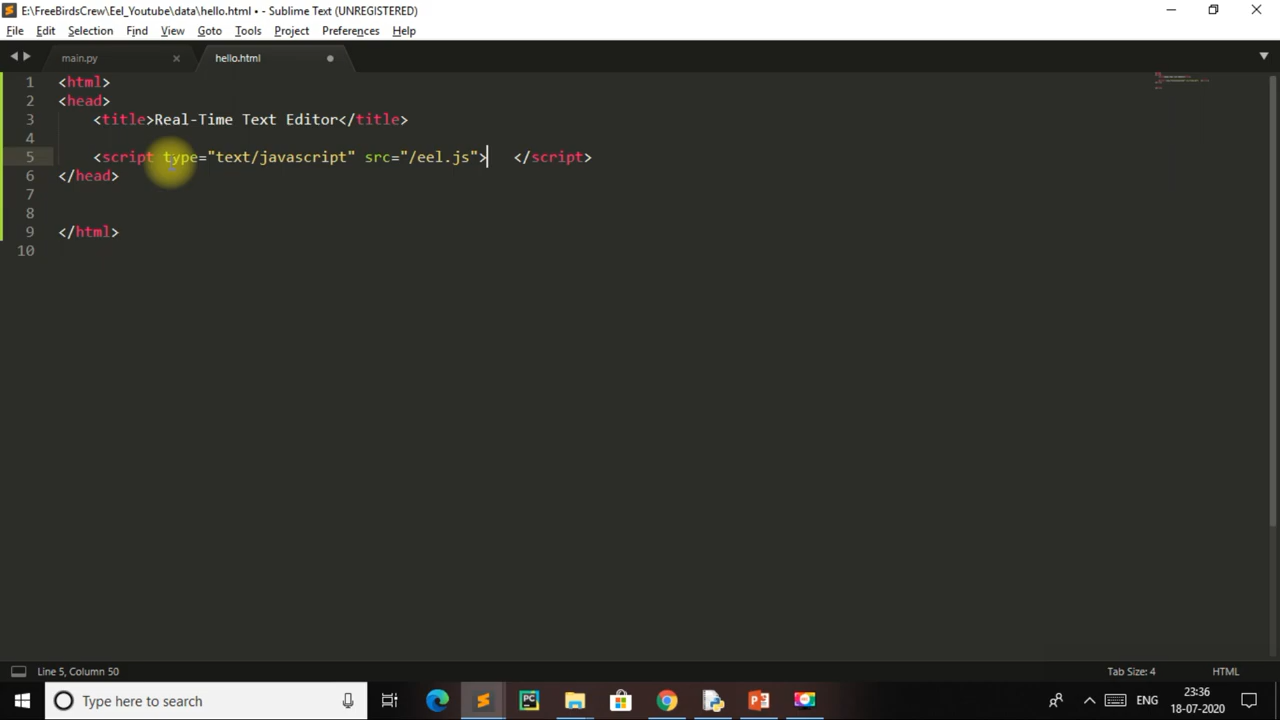 E:\FreeBirdsCrew\Eel_Youtube\data\hello.html • - Sublime Text (UNREGISTERED)
File Edit Selection Find View Goto Tools Project Preferences Help
main.py hello.html
1 <html>
2 <head>
3 <title>Real-Time Text Editor</title>
4
5 <script type="text/javascript" src="/eel.js"> </script>
6 </head>
7
8
9 </html>
10
Line 5, Column 50 Tab Size: 4 HTML
Type here to search ENG 23:36
18-07-2020